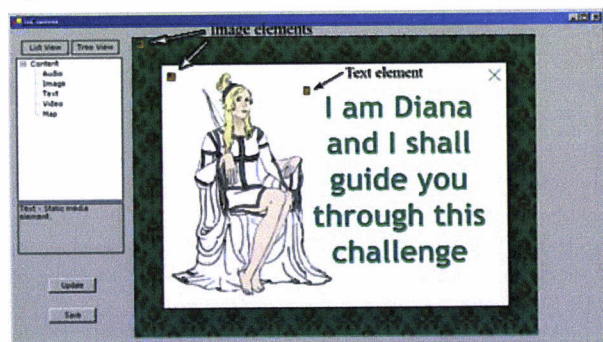 Image elements
List View
Tree View
Content
Audio
Image
Text
Video
Map
Text element
I am Diana
and I shall
guide you
through this
challenge
Text - Static media
element.
Update
Save